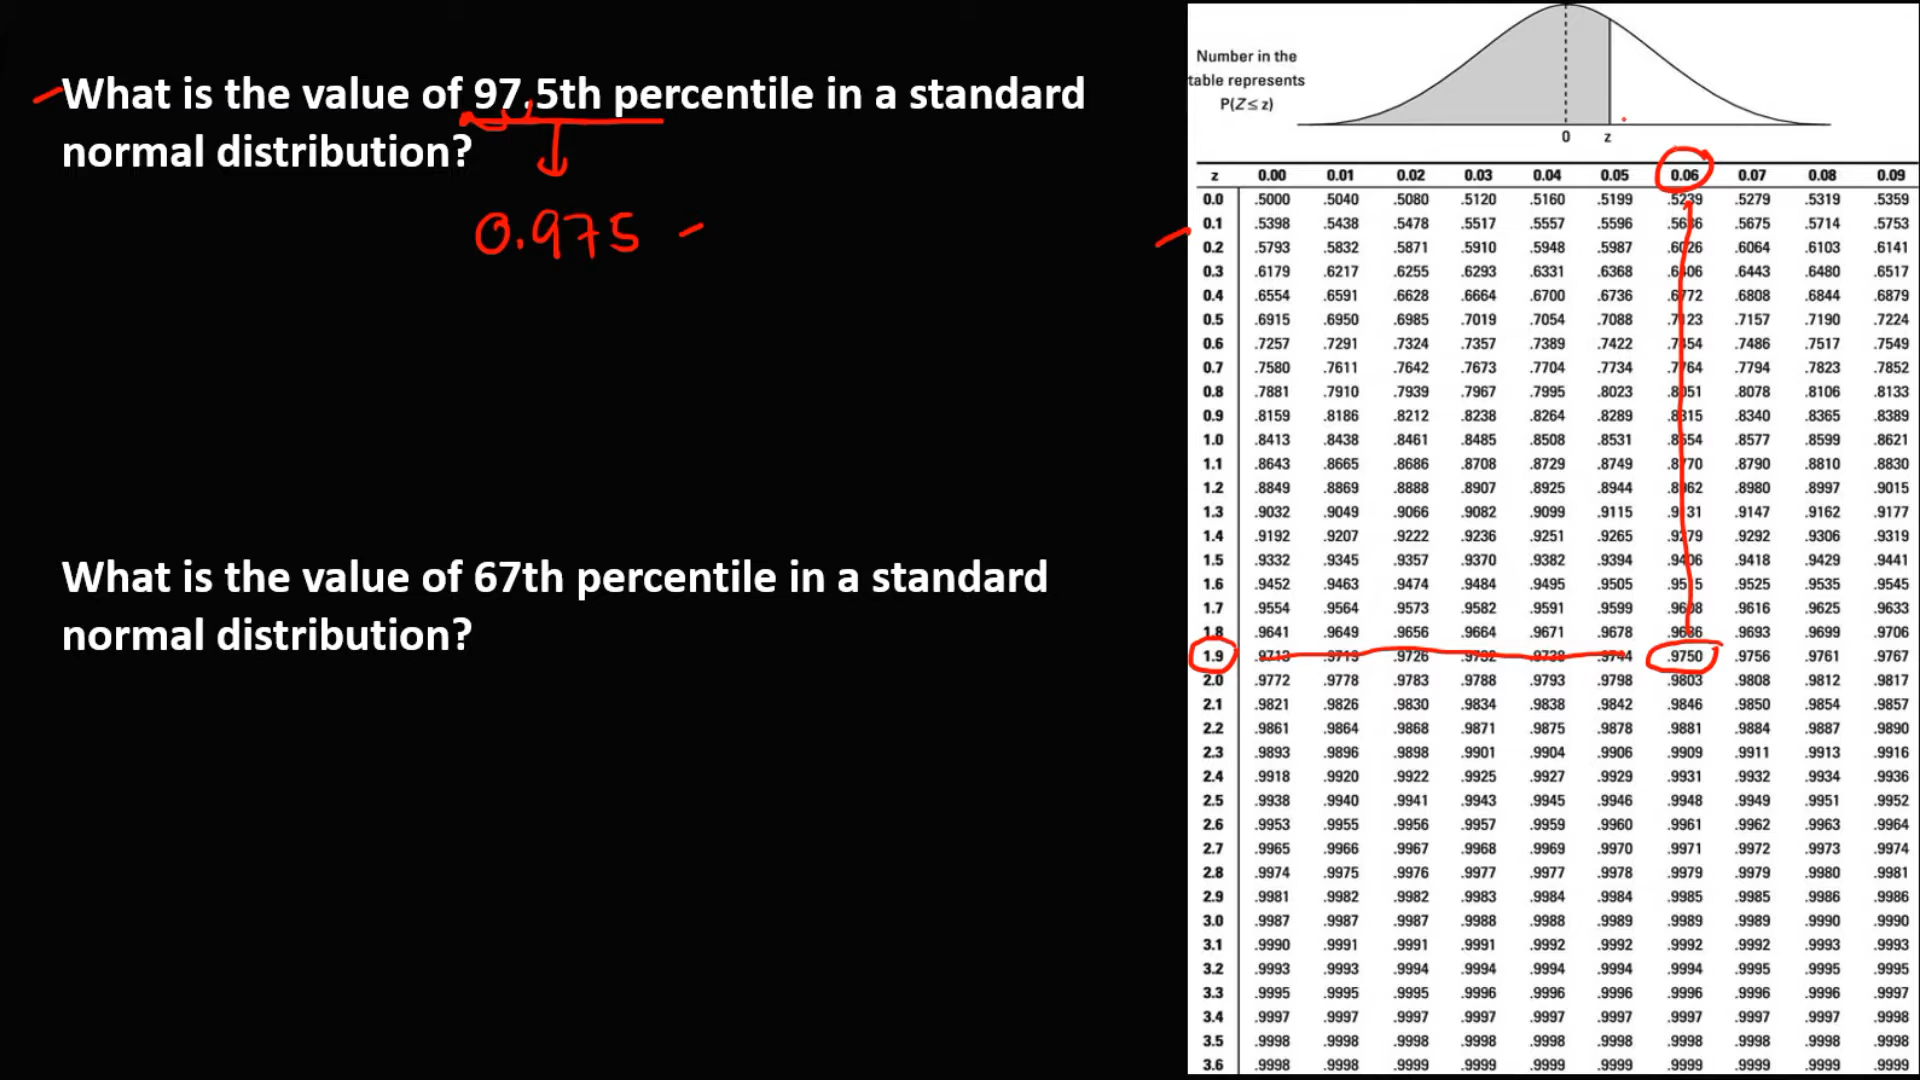 What is the value of 97.5th percentile in a standard
normal distribution?
0.975
What is the value of 67th percentile in a standard
normal distribution?
Number in the
table represents
P(Z≤z)
0 z
z 0.00 0.01 0.02 0.03 0.04 0.05 0.06 0.07 0.08 0.09
0.0 .5000 .5040 .5080 .5120 .5160 .5199 .5239 .5279 .5319 .5359
0.1 .5398 .5438 .5478 .5517 .5557 .5596 .5636 .5675 .5714 .5753
0.2 .5793 .5832 .5871 .5910 .5948 .5987 .6026 .6064 .6103 .6141
0.3 .6179 .6217 .6255 .6293 .6331 .6368 .6406 .6443 .6480 .6517
0.4 .6554 .6591 .6628 .6664 .6700 .6736 .6772 .6808 .6844 .6879
0.5 .6915 .6950 .6985 .7019 .7054 .7088 .7123 .7157 .7190 .7224
0.6 .7257 .7291 .7324 .7357 .7389 .7422 .7454 .7486 .7517 .7549
0.7 .7580 .7611 .7642 .7673 .7704 .7734 .7764 .7794 .7823 .7852
0.8 .7881 .7910 .7939 .7967 .7995 .8023 .8051 .8078 .8106 .8133
0.9 .8159 .8186 .8212 .8238 .8264 .8289 .8315 .8340 .8365 .8389
1.0 .8413 .8438 .8461 .8485 .8508 .8531 .8554 .8577 .8599 .8621
1.1 .8643 .8665 .8686 .8708 .8729 .8749 .8770 .8790 .8810 .8830
1.2 .8849 .8869 .8888 .8907 .8925 .8944 .8962 .8980 .8997 .9015
1.3 .9032 .9049 .9066 .9082 .9099 .9115 .9131 .9147 .9162 .9177
1.4 .9192 .9207 .9222 .9236 .9251 .9265 .9279 .9292 .9306 .9319
1.5 .9332 .9345 .9357 .9370 .9382 .9394 .9406 .9418 .9429 .9441
1.6 .9452 .9463 .9474 .9484 .9495 .9505 .9515 .9525 .9535 .9545
1.7 .9554 .9564 .9573 .9582 .9591 .9599 .9608 .9616 .9625 .9633
1.8 .9641 .9649 .9656 .9664 .9671 .9678 .9686 .9693 .9699 .9706
1.9 .9713 .9719 .9726 .9732 .9738 .9744 .9750 .9756 .9761 .9767
2.0 .9772 .9778 .9783 .9788 .9793 .9798 .9803 .9808 .9812 .9817
2.1 .9821 .9826 .9830 .9834 .9838 .9842 .9846 .9850 .9854 .9857
2.2 .9861 .9864 .9868 .9871 .9875 .9878 .9881 .9884 .9887 .9890
2.3 .9893 .9896 .9898 .9901 .9904 .9906 .9909 .9911 .9913 .9916
2.4 .9918 .9920 .9922 .9925 .9927 .9929 .9931 .9932 .9934 .9936
2.5 .9938 .9940 .9941 .9943 .9945 .9946 .9948 .9949 .9951 .9952
2.6 .9953 .9955 .9956 .9957 .9959 .9960 .9961 .9962 .9963 .9964
2.7 .9965 .9966 .9967 .9968 .9969 .9970 .9971 .9972 .9973 .9974
2.8 .9974 .9975 .9976 .9977 .9977 .9978 .9979 .9979 .9980 .9981
2.9 .9981 .9982 .9982 .9983 .9984 .9984 .9985 .9985 .9986 .9986
3.0 .9987 .9987 .9987 .9988 .9988 .9989 .9989 .9989 .9990 .9990
3.1 .9990 .9991 .9991 .9991 .9992 .9992 .9992 .9992 .9993 .9993
3.2 .9993 .9993 .9994 .9994 .9994 .9994 .9994 .9995 .9995 .9995
3.3 .9995 .9995 .9995 .9996 .9996 .9996 .9996 .9996 .9996 .9997
3.4 .9997 .9997 .9997 .9997 .9997 .9997 .9997 .9997 .9997 .9998
3.5 .9998 .9998 .9998 .9998 .9998 .9998 .9998 .9998 .9998 .9998
3.6 .9998 .9998 .9999 .9999 .9999 .9999 .9999 .9999 .9999 .9999